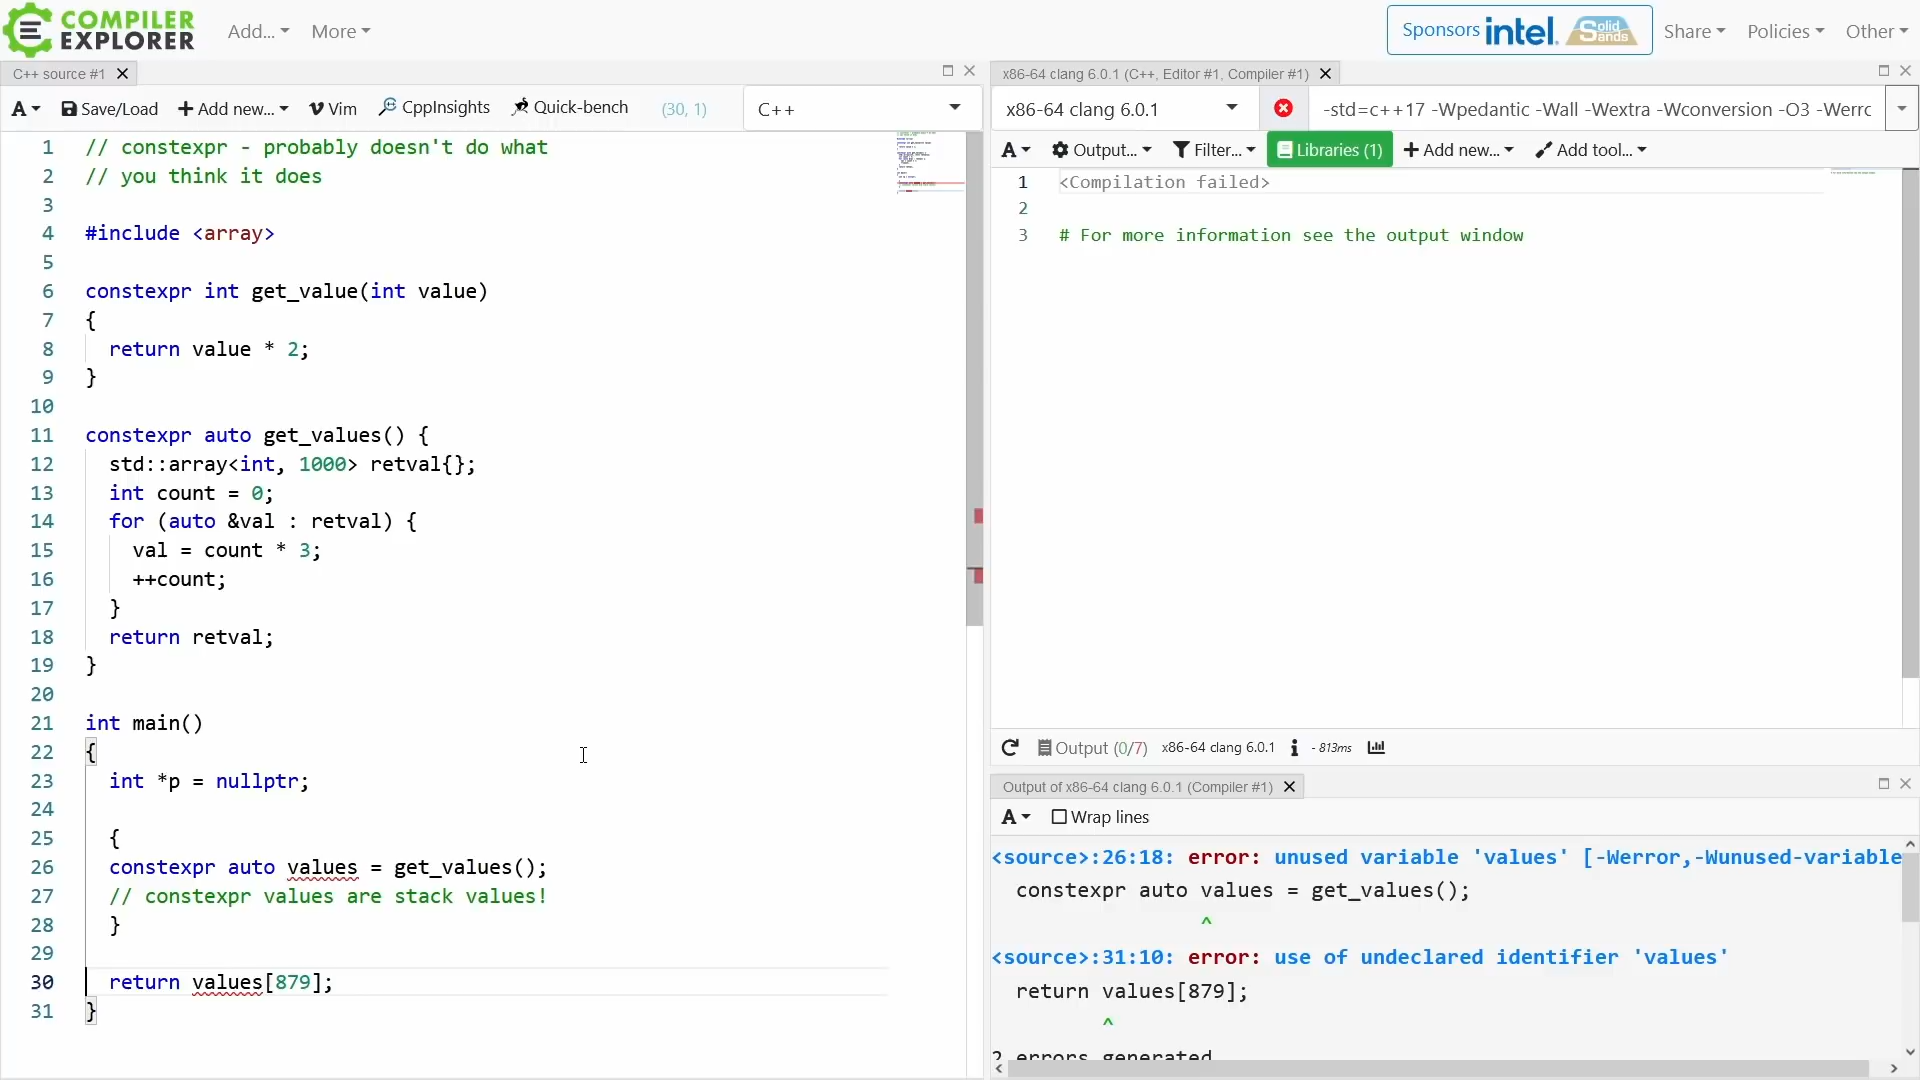 COMPILER
EXPLORER
Add...
More
Sponsors intel. Solid Sands
Share
Policies
Other
C++ source #1
A
Save/Load
Add new...
Vim
CppInsights
Quick-bench
(30, 1)
C++
1 // constexpr - probably doesn't do what
2 // you think it does
3
4 #include <array>
5
6 constexpr int get_value(int value)
7 {
8 return value * 2;
9 }
10
11 constexpr auto get_values() {
12 std::array<int, 1000> retval{};
13 int count = 0;
14 for (auto &val : retval) {
15 val = count * 3;
16 ++count;
17 }
18 return retval;
19 }
20
21 int main()
22 {
23 int *p = nullptr;
24
25 {
26 constexpr auto values = get_values();
27 // constexpr values are stack values!
28 }
29
30 return values[879];
31 }
x86-64 clang 6.0.1 (C++, Editor #1, Compiler #1)
x86-64 clang 6.0.1
-std=c++17 -Wpedantic -Wall -Wextra -Wconversion -O3 -Werrc
A
Output...
Filter...
Libraries (1)
Add new...
Add tool...
1 <Compilation failed>
2
3 # For more information see the output window
Output (0/7) x86-64 clang 6.0.1 i - 813ms
Output of x86-64 clang 6.0.1 (Compiler #1)
A
Wrap lines
<source>:26:18: error: unused variable 'values' [-Werror,-Wunused-variable
constexpr auto values = get_values();
^
<source>:31:10: error: use of undeclared identifier 'values'
return values[879];
^
2 errors generated